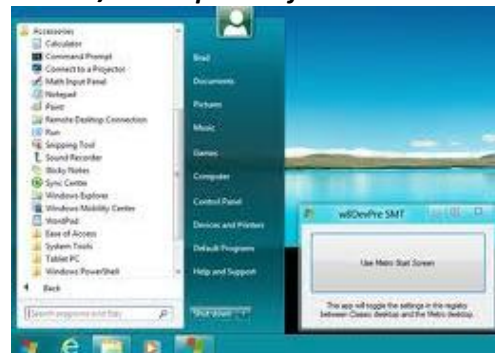 Accessories
Calculator
Command Prompt
Connect to a Projector
Math Input Panel
Notepad
Paint
Remote Desktop Connection
Run
Snipping Tool
Sound Recorder
Sticky Notes
Sync Center
Windows Explorer
Windows Mobility Center
WordPad
Ease of Access
System Tools
Tablet PC
Windows PowerShell
Back
Search programs and files
Brad
Documents
Pictures
Music
Games
Computer
Control Panel
Devices and Printers
Default Programs
Help and Support
Shut down
w8DevPre SMT
Use Metro Start Screen
This app will toggle the settings in the registry
between Classic desktop and the Metro desktop.